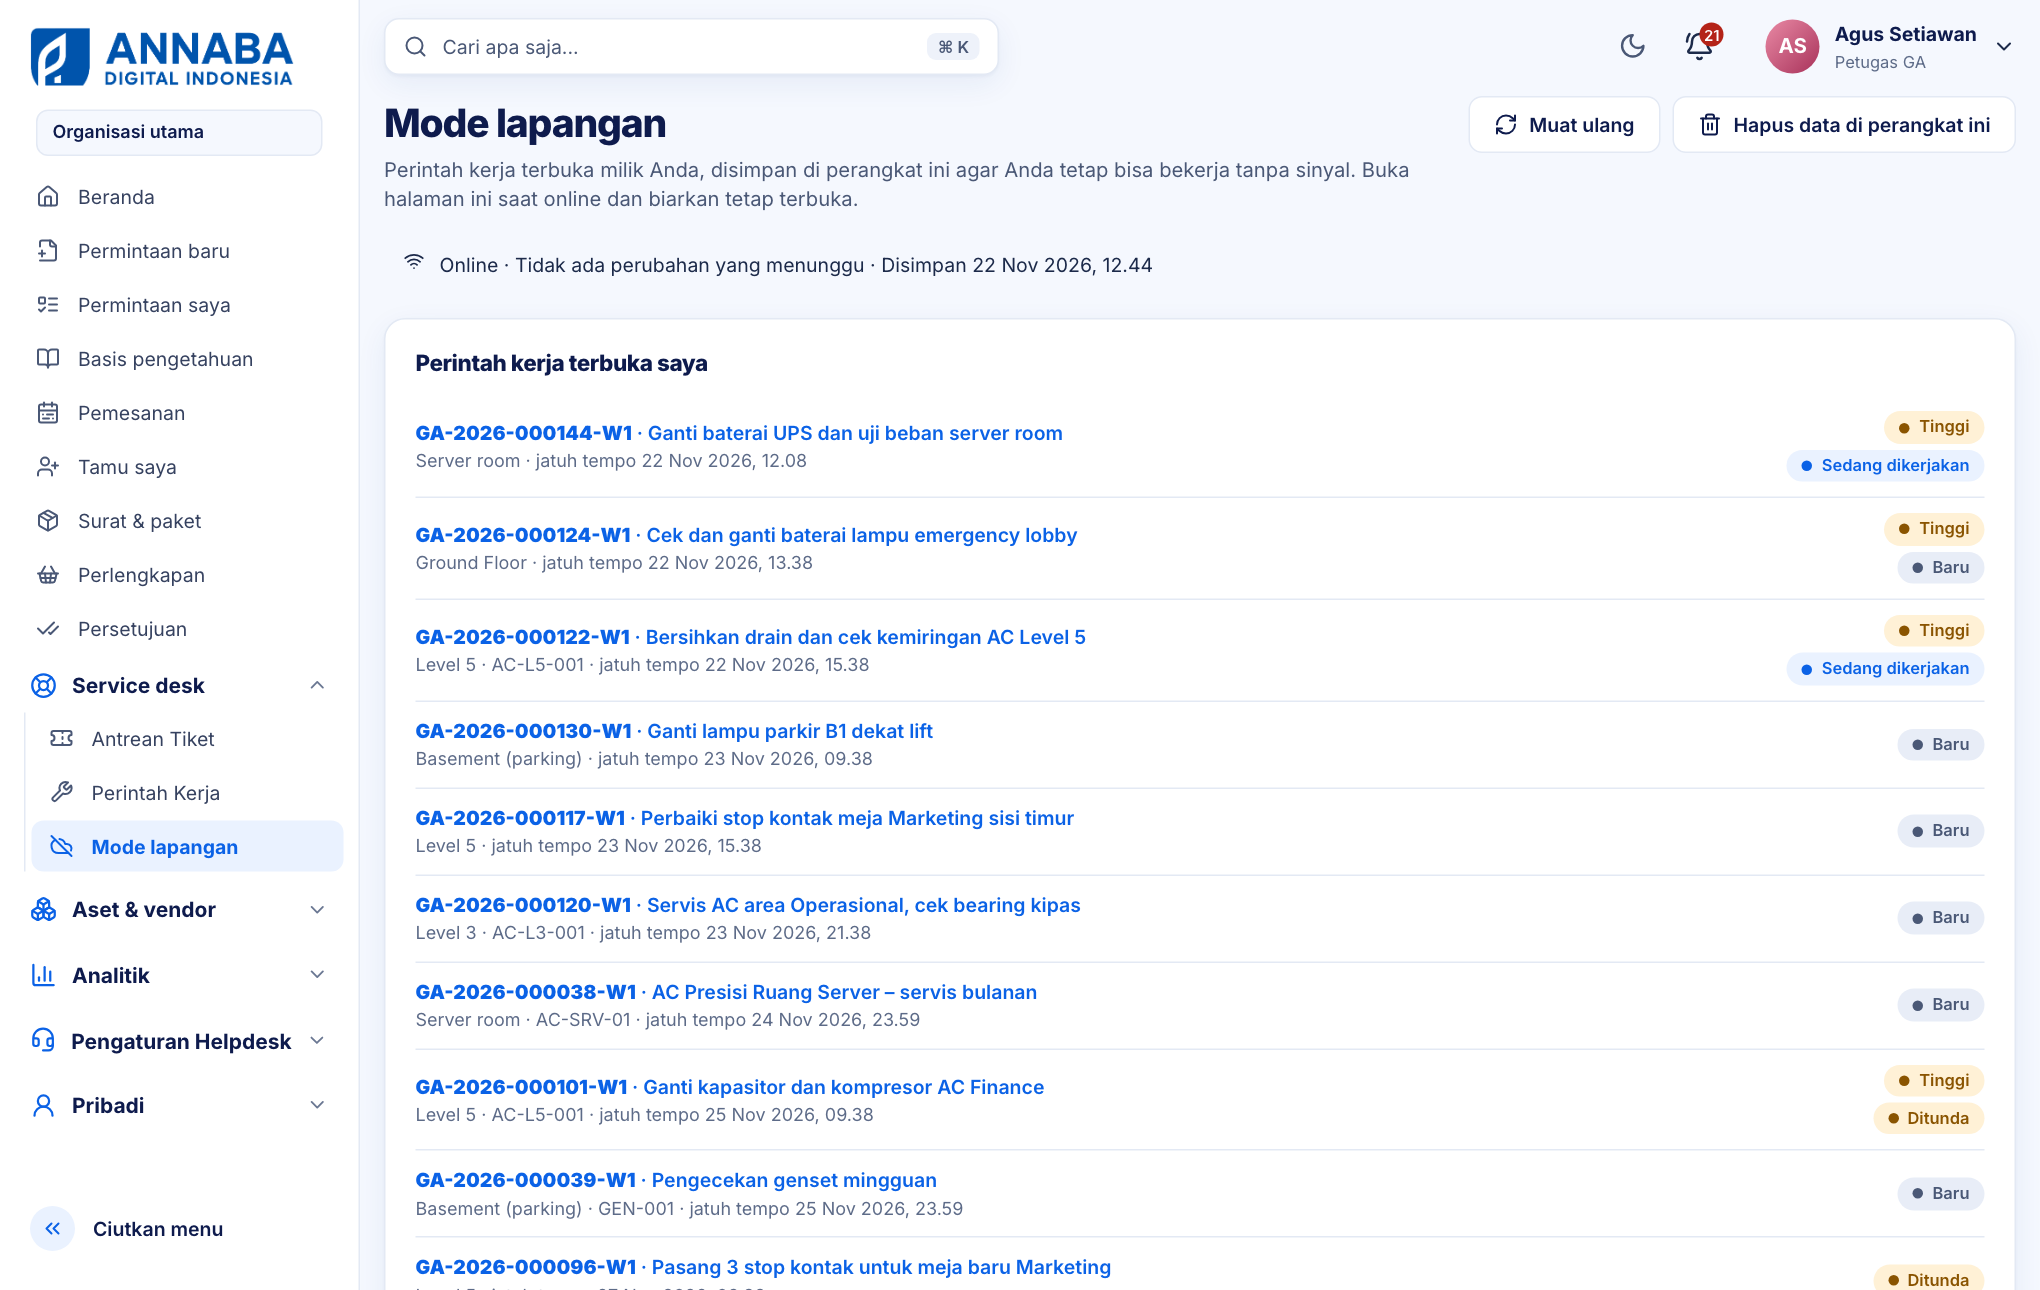 ANNABA
DIGITAL INDONESIA
Organisasi utama
Beranda
Permintaan baru
Permintaan saya
Basis pengetahuan
Pemesanan
Tamu saya
Surat & paket
Perlengkapan
Persetujuan
Service desk
Antrean Tiket
Perintah Kerja
Mode lapangan
Aset & vendor
Analitik
Pengaturan Helpdesk
Pribadi
Ciutkan menu
Cari apa saja...
⌘ K
21
AS
Agus Setiawan
Petugas GA
Mode lapangan
Muat ulang
Hapus data di perangkat ini
Perintah kerja terbuka milik Anda, disimpan di perangkat ini agar Anda tetap bisa bekerja tanpa sinyal. Buka
halaman ini saat online dan biarkan tetap terbuka.
Online · Tidak ada perubahan yang menunggu · Disimpan 22 Nov 2026, 12.44
Perintah kerja terbuka saya
GA-2026-000144-W1 · Ganti baterai UPS dan uji beban server room
Server room · jatuh tempo 22 Nov 2026, 12.08
Tinggi
Sedang dikerjakan
GA-2026-000124-W1 · Cek dan ganti baterai lampu emergency lobby
Ground Floor · jatuh tempo 22 Nov 2026, 13.38
Tinggi
Baru
GA-2026-000122-W1 · Bersihkan drain dan cek kemiringan AC Level 5
Level 5 · AC-L5-001 · jatuh tempo 22 Nov 2026, 15.38
Tinggi
Sedang dikerjakan
GA-2026-000130-W1 · Ganti lampu parkir B1 dekat lift
Basement (parking) · jatuh tempo 23 Nov 2026, 09.38
Baru
GA-2026-000117-W1 · Perbaiki stop kontak meja Marketing sisi timur
Level 5 · jatuh tempo 23 Nov 2026, 15.38
Baru
GA-2026-000120-W1 · Servis AC area Operasional, cek bearing kipas
Level 3 · AC-L3-001 · jatuh tempo 23 Nov 2026, 21.38
Baru
GA-2026-000038-W1 · AC Presisi Ruang Server – servis bulanan
Server room · AC-SRV-01 · jatuh tempo 24 Nov 2026, 23.59
Baru
GA-2026-000101-W1 · Ganti kapasitor dan kompresor AC Finance
Level 5 · AC-L5-001 · jatuh tempo 25 Nov 2026, 09.38
Tinggi
Ditunda
GA-2026-000039-W1 · Pengecekan genset mingguan
Basement (parking) · GEN-001 · jatuh tempo 25 Nov 2026, 23.59
Baru
GA-2026-000096-W1 · Pasang 3 stop kontak untuk meja baru Marketing
Ditunda